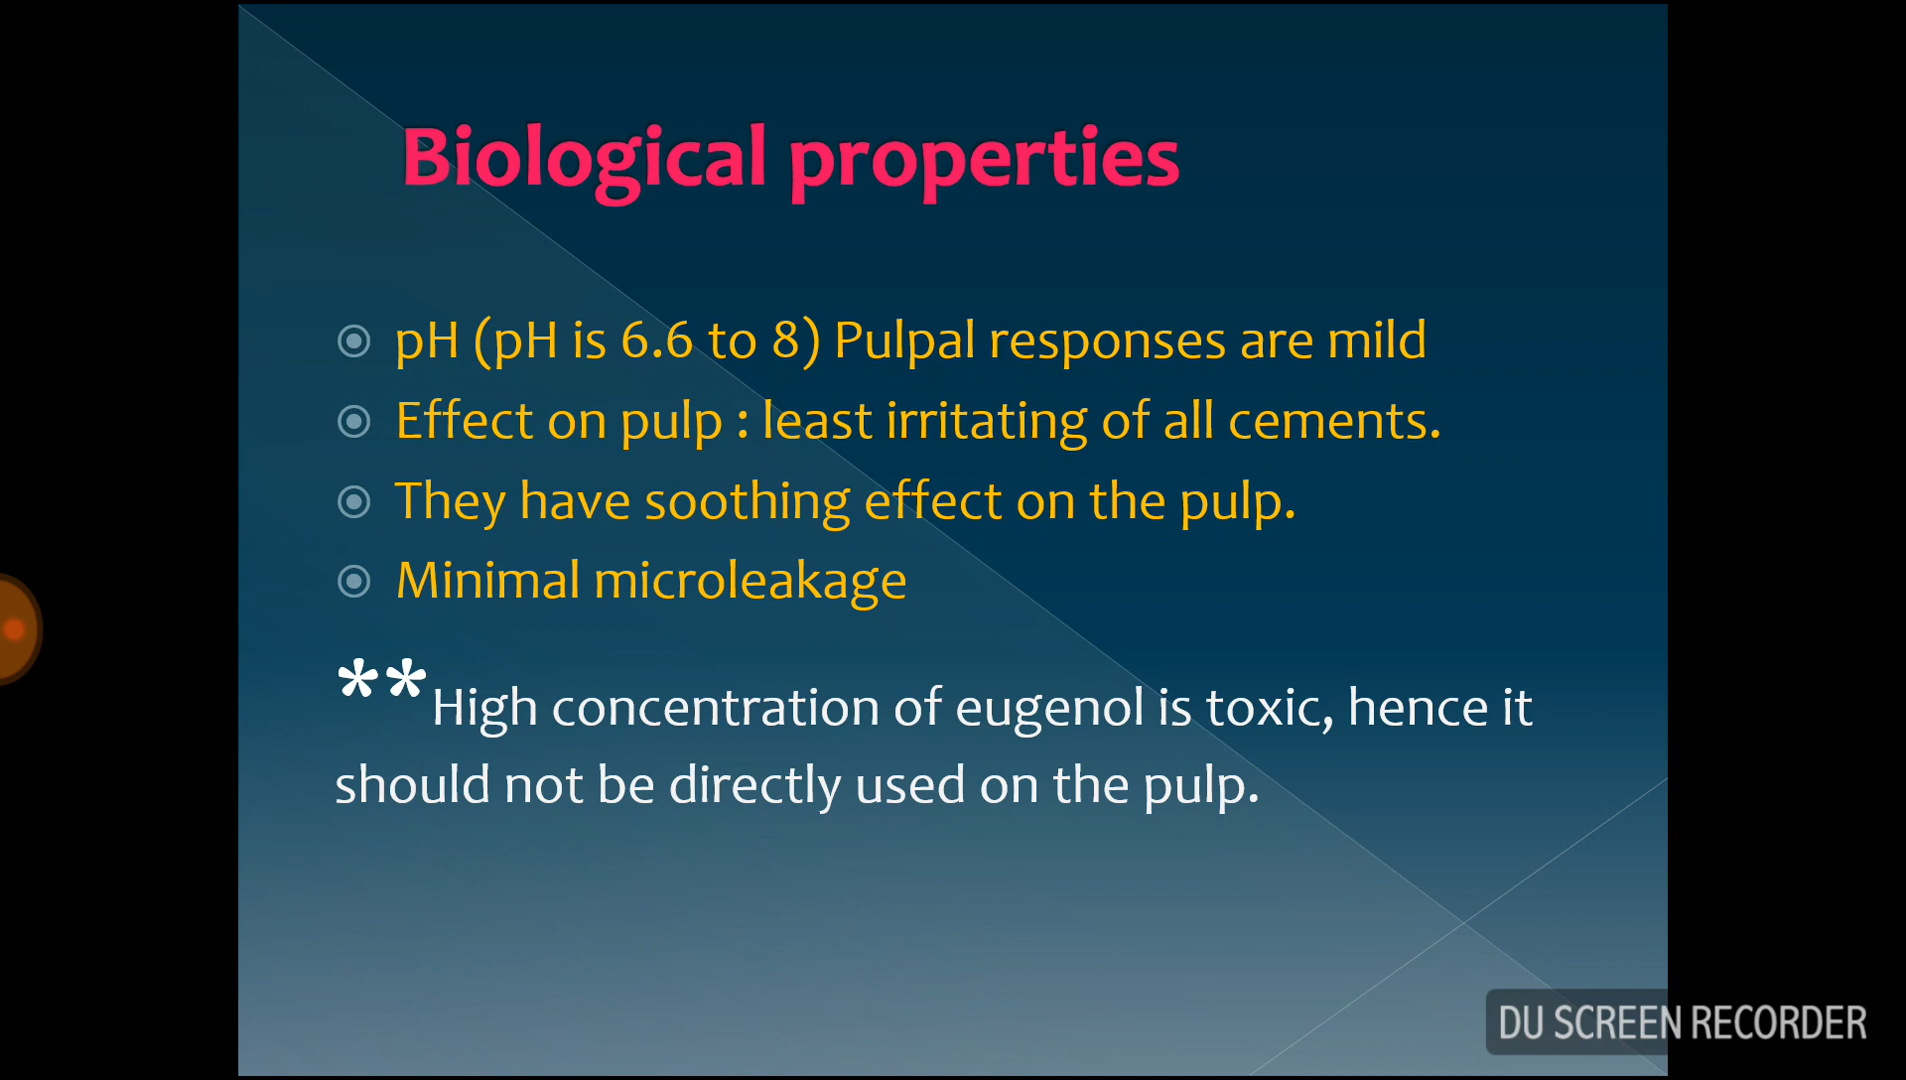 Biological properties
pH (pH is 6.6 to 8) Pulpal responses are mild
Effect on pulp : least irritating of all cements.
They have soothing effect on the pulp.
Minimal microleakage
**High concentration of eugenol is toxic, hence it
should not be directly used on the pulp.
DU SCREEN RECORDER